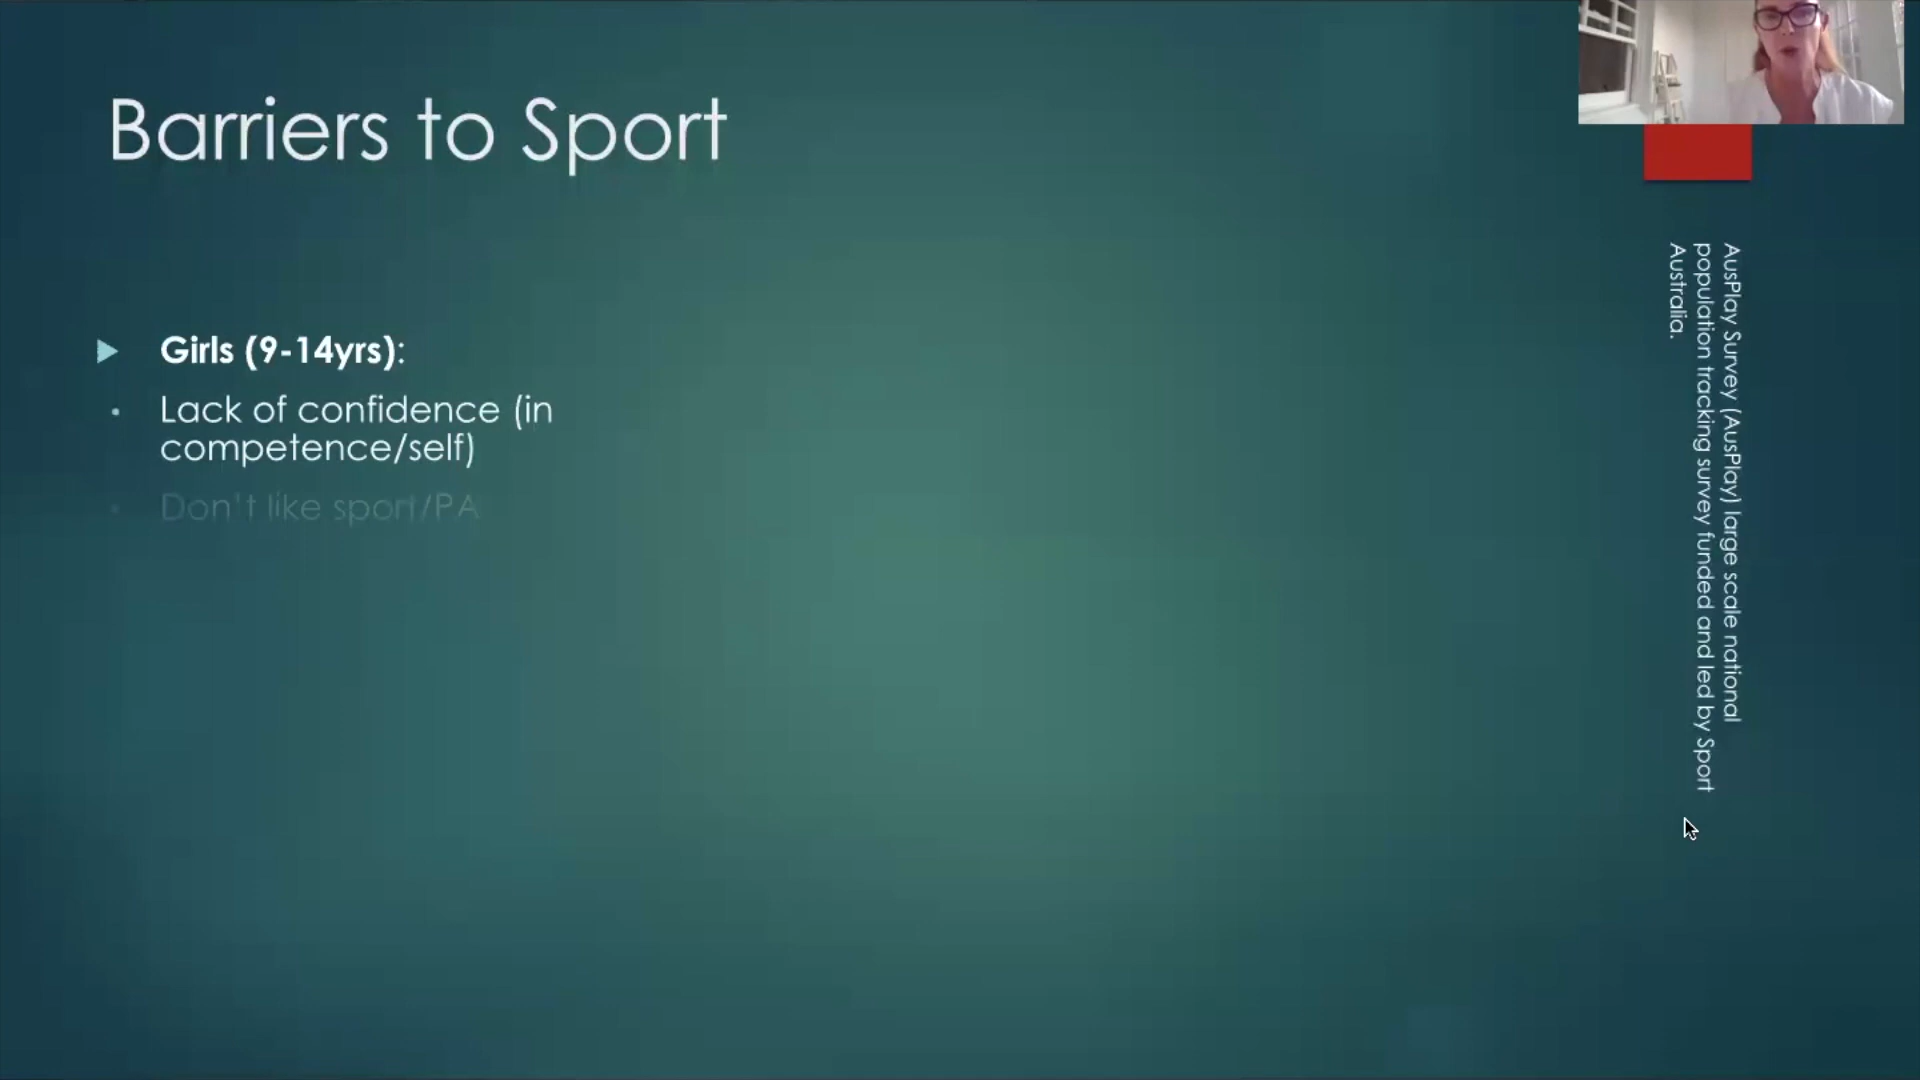 Barriers to Sport
Girls (9-14yrs):
Lack of confidence (in
competence/self)
Don't like sport/PA
AusPlay Survey (AusPlay) large scale national
population tracking survey funded and led by Sport
Australia.